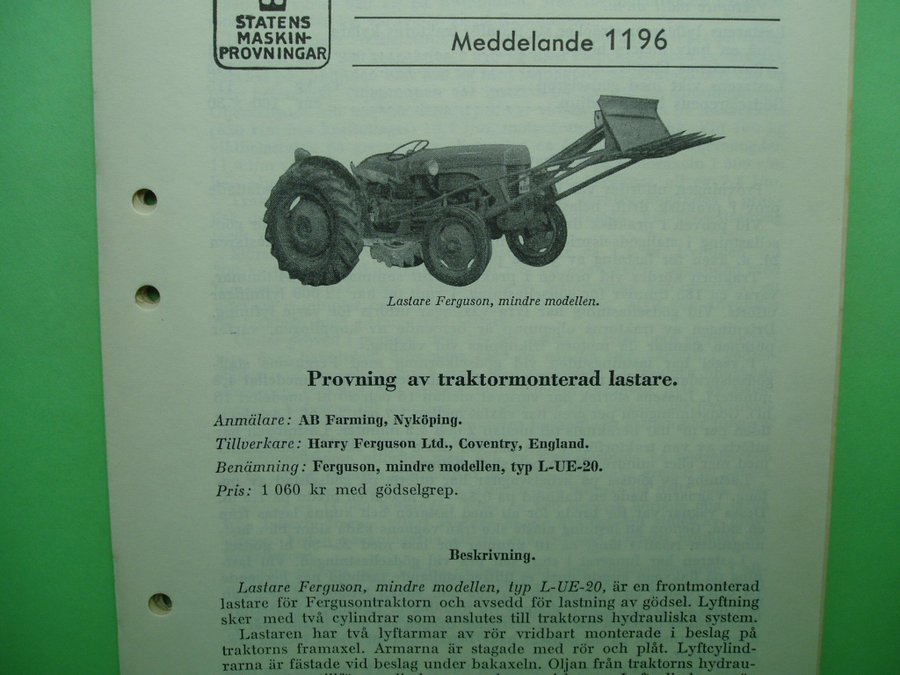 STATENS
MASKIN-
PROVNINGAR
Meddelande 1196
Lastare Ferguson, mindre modellen.
Provning av traktormonterad lastare.
Anmälare: AB Farming, Nyköping.
Tillverkare: Harry Ferguson Ltd., Coventry, England.
Benämning: Ferguson, mindre modellen, typ L-UE-20.
Pris: 1 060 kr med gödselgrep.
Beskrivning.
Lastare Ferguson, mindre modellen, typ L-UE-20, är en frontmonterad
lastare för Fergusontraktorn och avsedd för lastning av gödsel. Lyftning
sker med två cylindrar som anslutes till traktorns hydrauliska system.
Lastaren har två lyftarmar av rör vridbart monterade i beslag på
traktorns framaxel. Armarna är stagade med rör och plåt. Lyftcylind-
rarna är fästade vid beslag under bakaxeln. Oljan från traktorns hydrau-